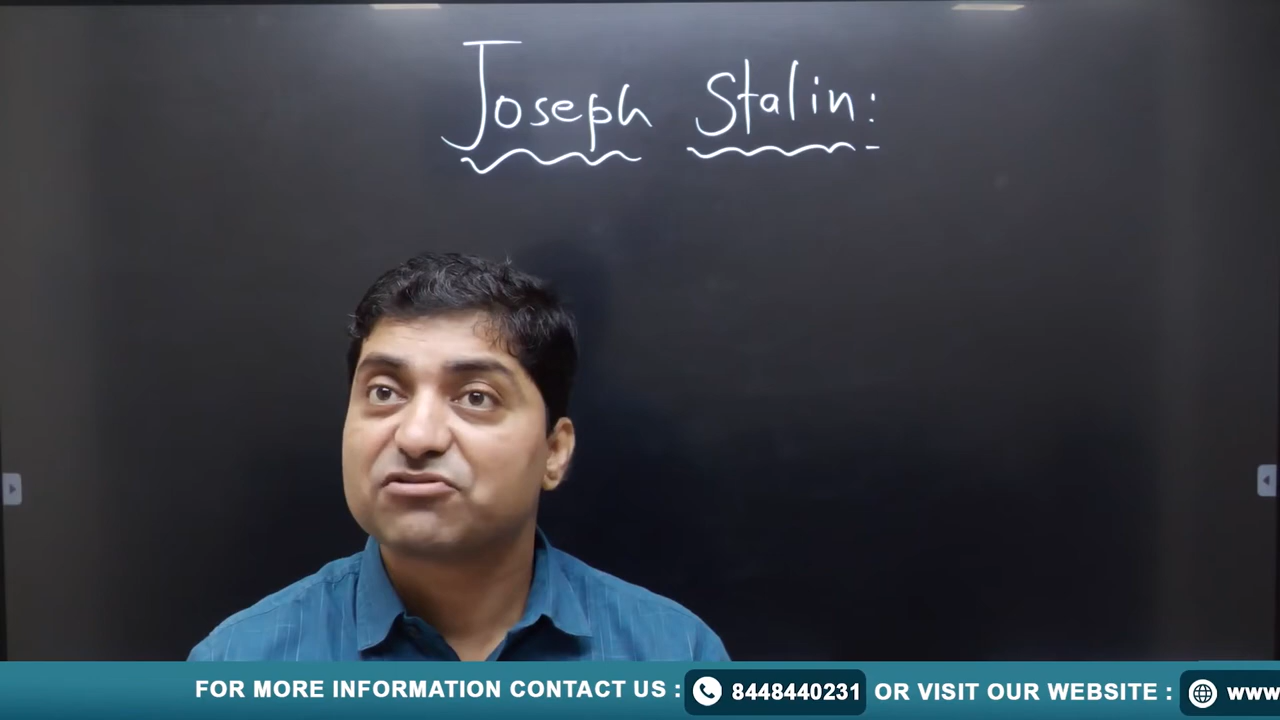 Joseph Stalin:
FOR MORE INFORMATION CONTACT US : 8448440231 OR VISIT OUR WEBSITE : www